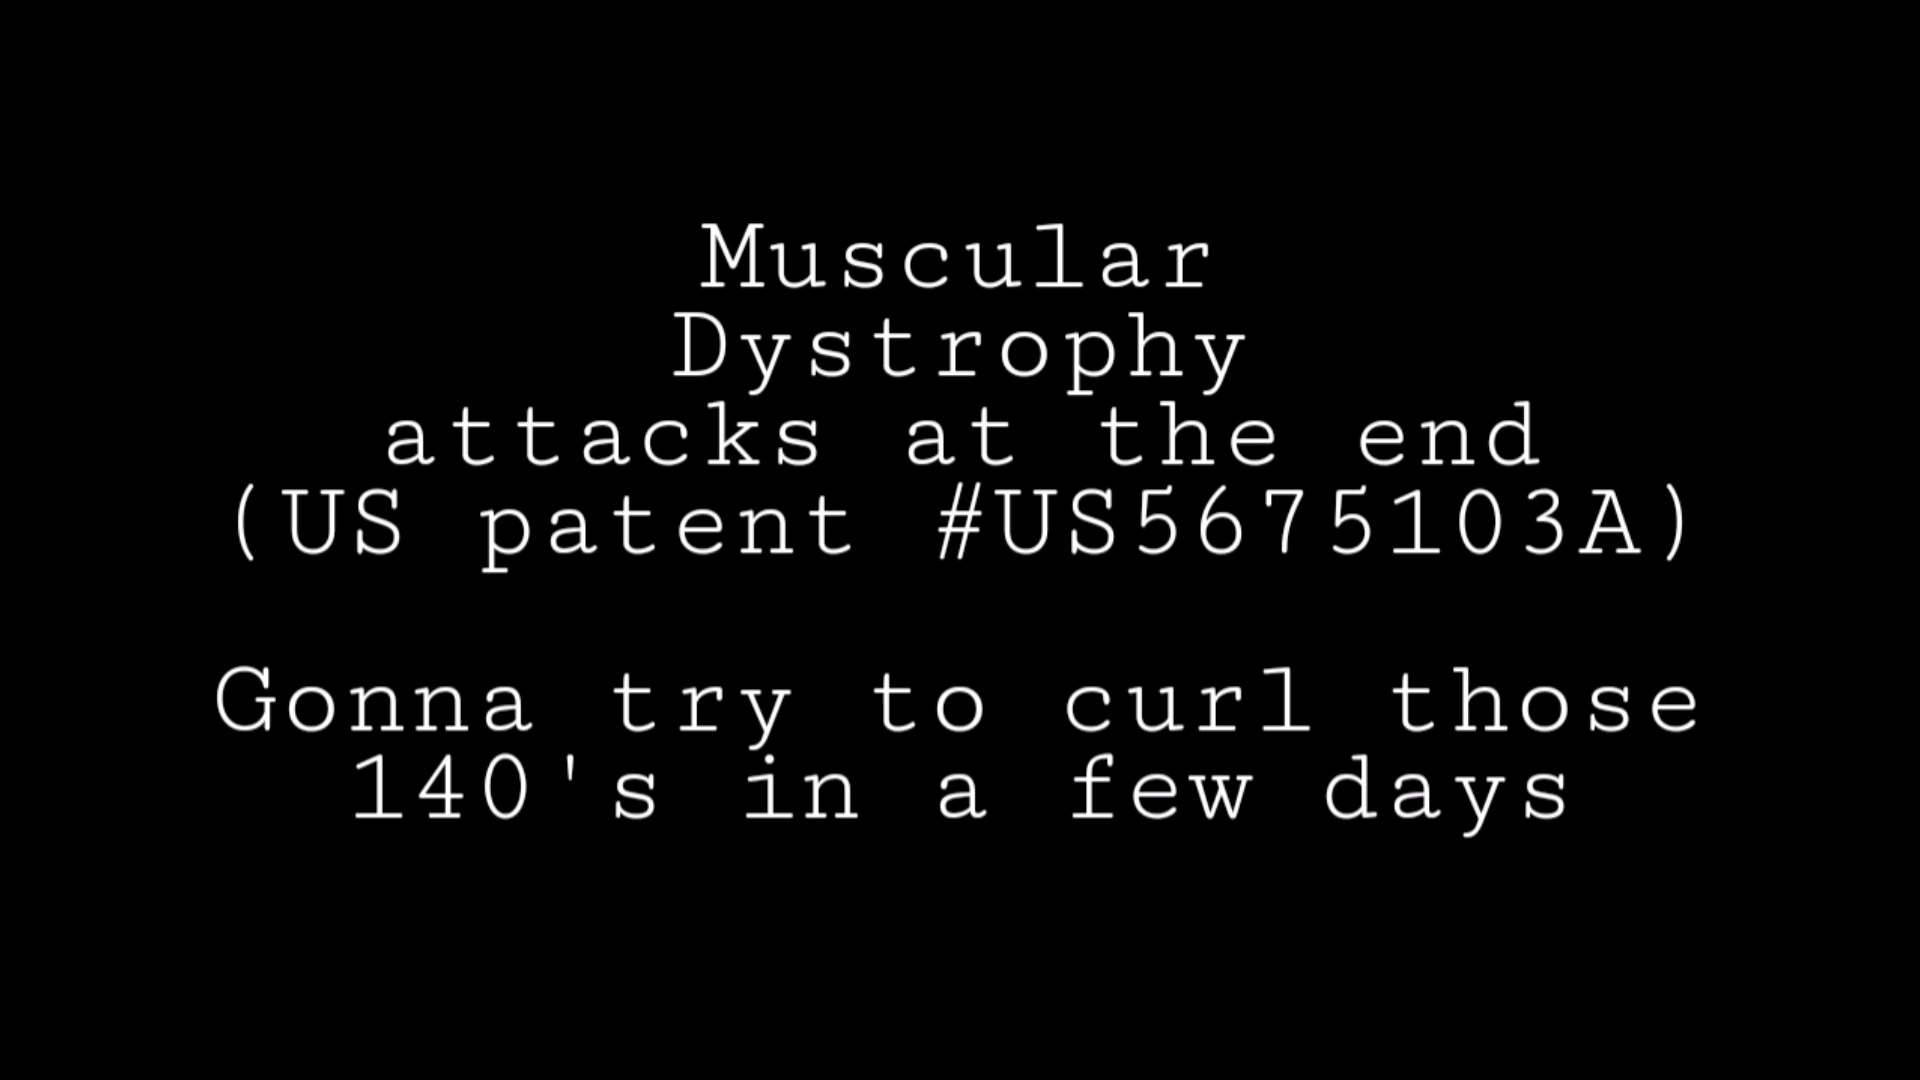 Muscular
Dystrophy
attacks at the end
(US patent #US5675103A)
Gonna try to curl those
140's in a few days